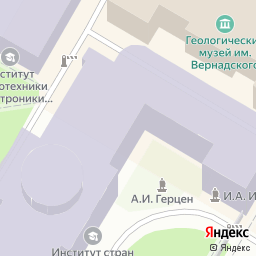 Геологический
музей им.
Вернадского
нститут
отехники
троники...
А.И. Герцен
И.А. И
Институт стран
Яндекс